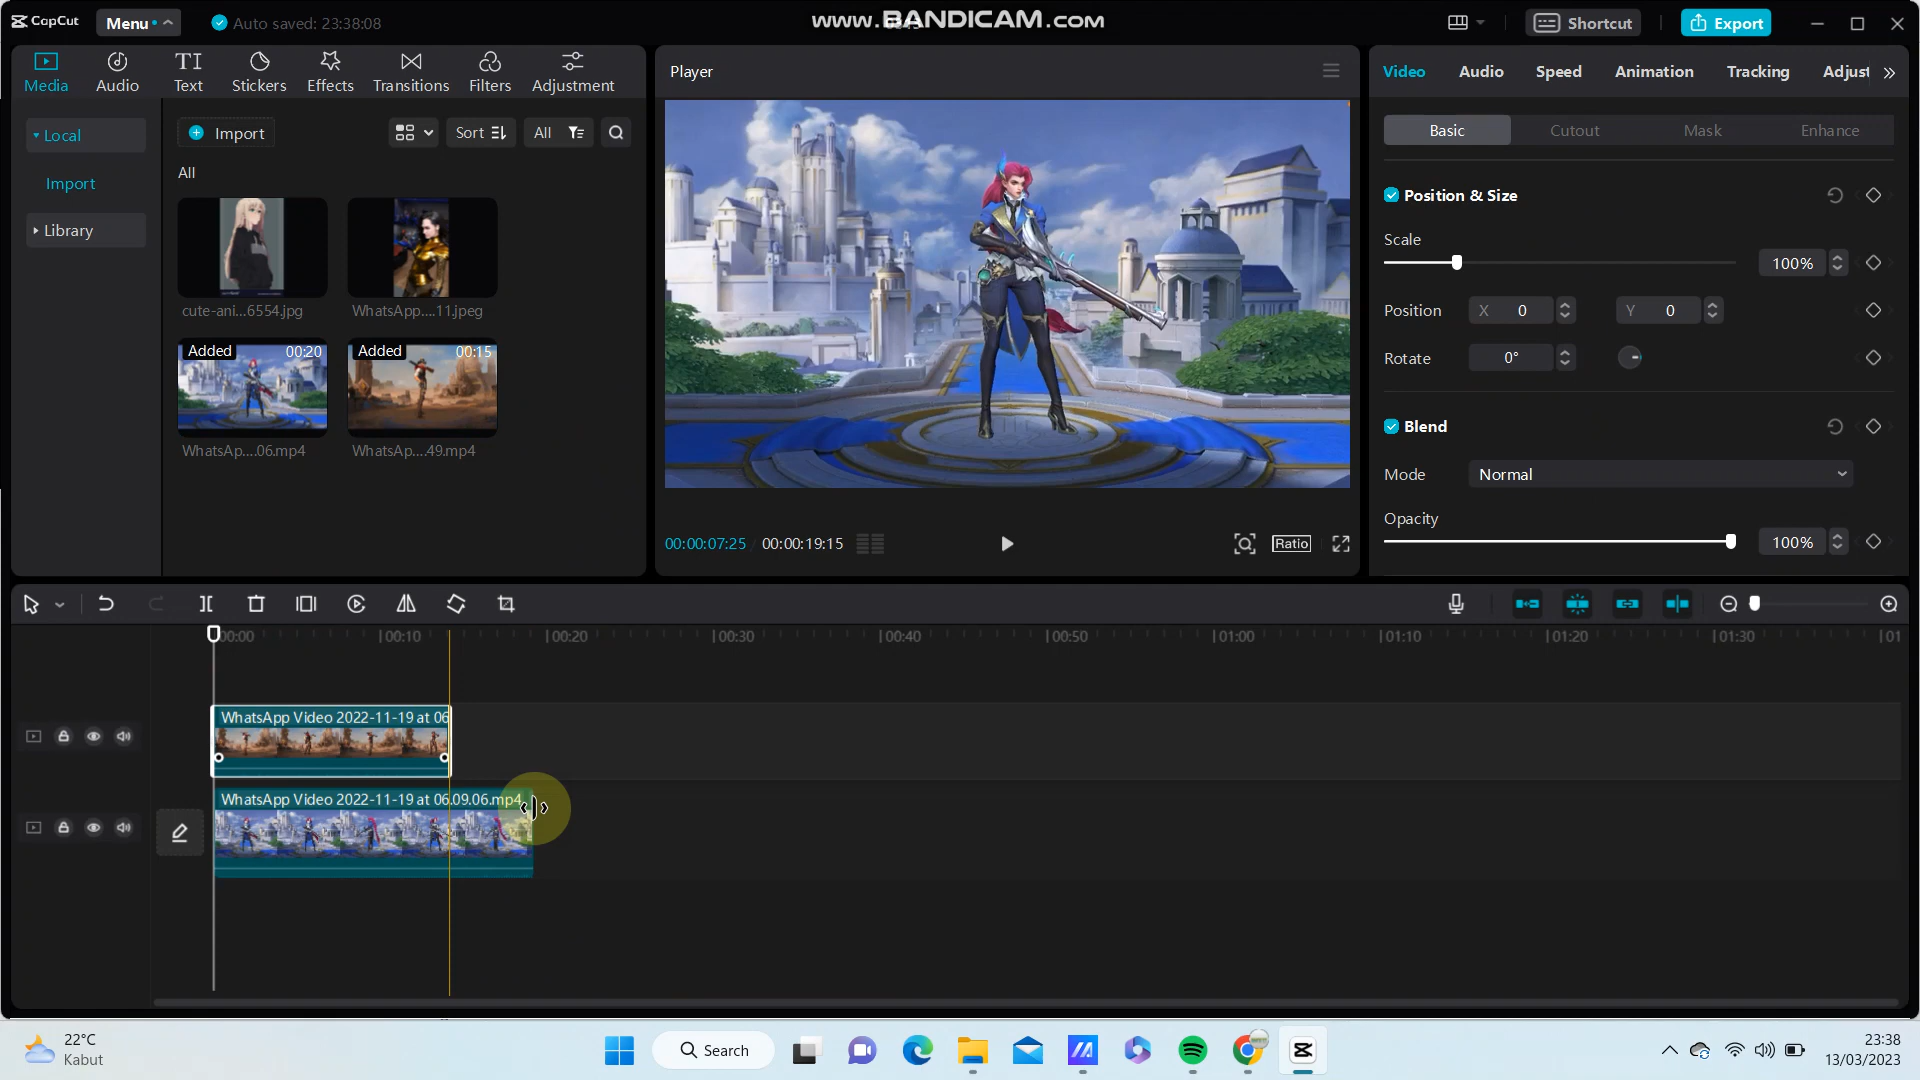 CapCut
Menu
Auto saved: 23:38:08
www.BANDICAM.com
Shortcut
Export
Media
Audio
Text
Stickers
Effects
Transitions
Filters
Adjustment
Local
Import
Library
Import
Sort
All
All
cute-ani...6554.jpg
WhatsApp....11.jpeg
Added 00:20
Added 00:15
WhatsAp....06.mp4
WhatsAp....49.mp4
Player
00:00:07:25 00:00:19:15
Ratio
Video
Audio
Speed
Animation
Tracking
Adjust
Basic
Cutout
Mask
Enhance
Position & Size
Scale
100%
Position X 0 Y 0
Rotate 0°
Blend
Mode Normal
Opacity
100%
00:00 00:10 00:20 00:30 00:40 00:50 01:00 01:10 01:20 01:30 01
WhatsApp Video 2022-11-19 at 06
WhatsApp Video 2022-11-19 at 06.09.06.mp4
22°C
Kabut
Search
23:38
13/03/2023